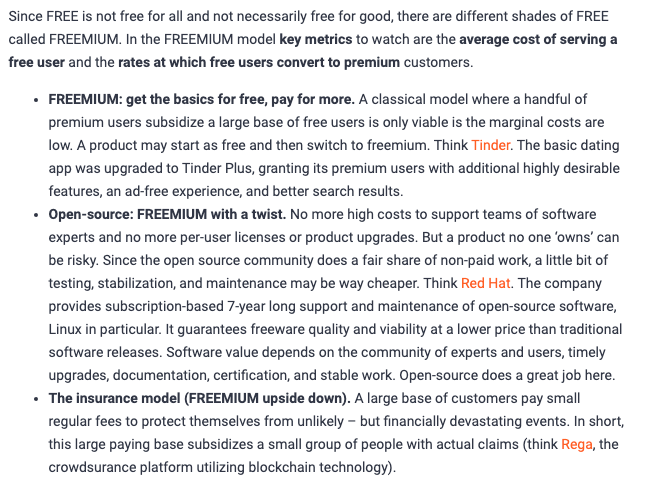 Since FREE is not free for all and not necessarily free for good, there are different shades of FREE
called FREEMIUM. In the FREEMIUM model key metrics to watch are the average cost of serving a
free user and the rates at which free users convert to premium customers.
• FREEMIUM: get the basics for free, pay for more. A classical model where a handful of
premium users subsidize a large base of free users is only viable is the marginal costs are
low. A product may start as free and then switch to freemium. Think Tinder. The basic dating
app was upgraded to Tinder Plus, granting its premium users with additional highly desirable
features, an ad-free experience, and better search results.
• Open-source: FREEMIUM with a twist. No more high costs to support teams of software
experts and no more per-user licenses or product upgrades. But a product no one ‘owns’ can
be risky. Since the open source community does a fair share of non-paid work, a little bit of
testing, stabilization, and maintenance may be way cheaper. Think Red Hat. The company
provides subscription-based 7-year long support and maintenance of open-source software,
Linux in particular. It guarantees freeware quality and viability at a lower price than traditional
software releases. Software value depends on the community of experts and users, timely
upgrades, documentation, certification, and stable work. Open-source does a great job here.
• The insurance model (FREEMIUM upside down). A large base of customers pay small
regular fees to protect themselves from unlikely – but financially devastating events. In short,
this large paying base subsidizes a small group of people with actual claims (think Rega, the
crowdsurance platform utilizing blockchain technology).